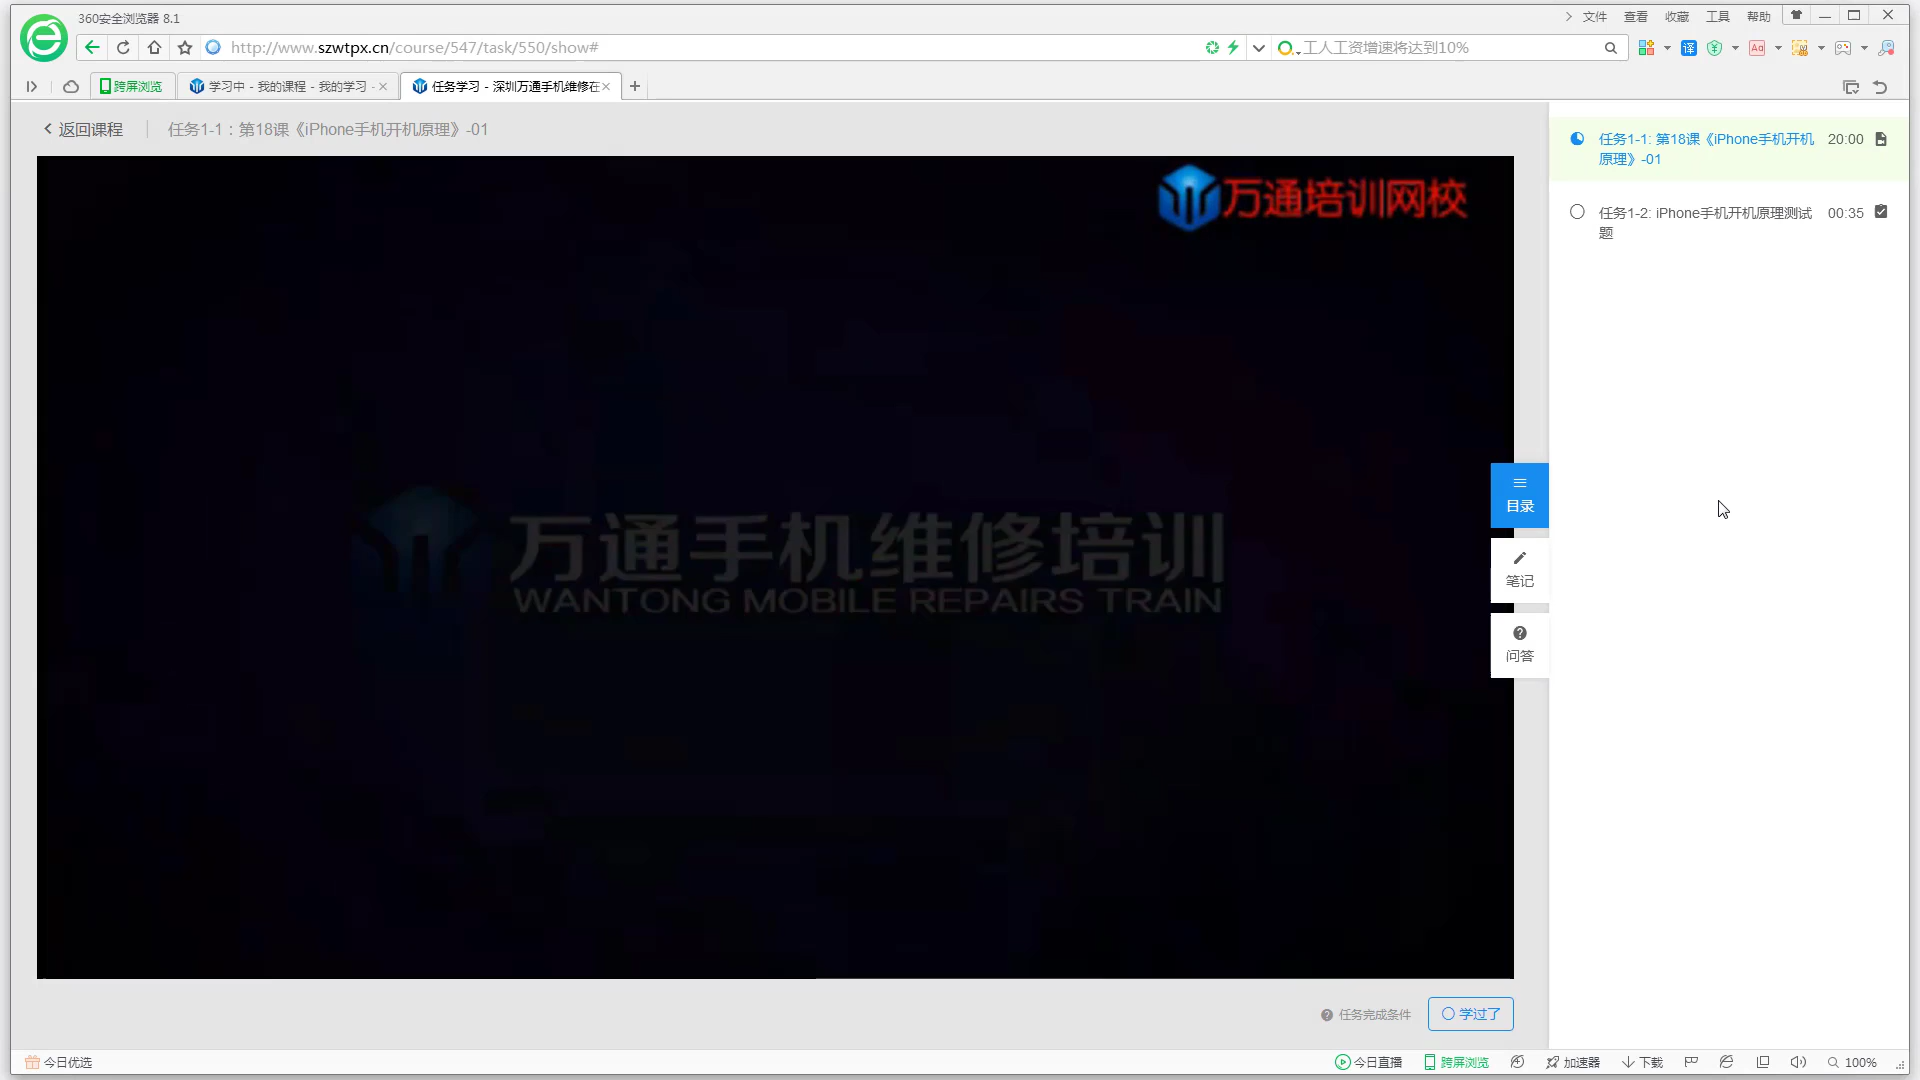 360安全浏览器 8.1
文件 查看 收藏 工具 帮助
http://www.szwtpx.cn/course/547/task/550/show#
工人工资增速将达到10%
跨屏浏览
学习中 - 我的课程 - 我的学习 -
任务学习 - 深圳万通手机维修在
返回课程
任务1-1：第18课《iPhone手机开机原理》-01
万通培训网校
万通手机维修培训
WANTONG MOBILE REPAIRS TRAIN
目录
笔记
问答
任务1-1: 第18课《iPhone手机开机
原理》-01
20:00
任务1-2: iPhone手机开机原理测试
题
00:35
任务完成条件
学过了
今日优选
今日直播
跨屏浏览
加速器
下载
100%